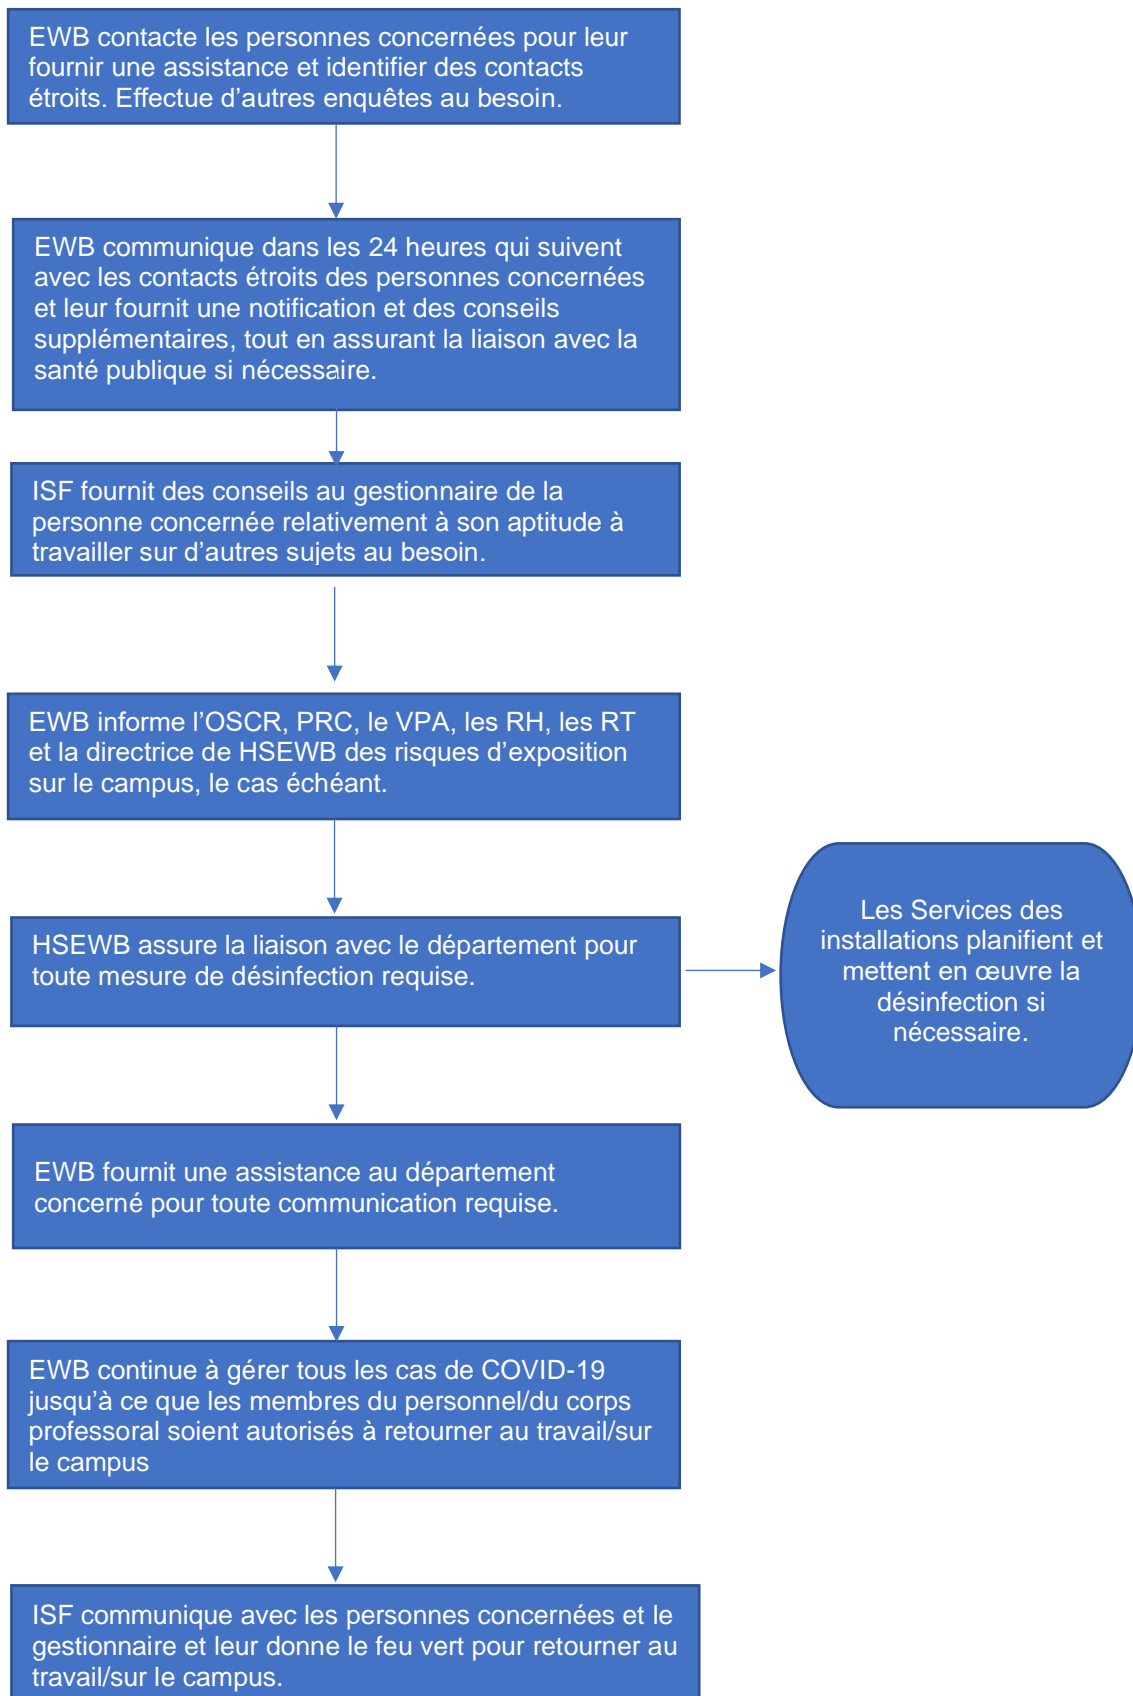 EWB contacte les personnes concernées pour leur
fournir une assistance et identifier des contacts
étroits. Effectue d'autres enquêtes au besoin.
EWB communique dans les 24 heures qui suivent
avec les contacts étroits des personnes concernées
et leur fournit une notification et des conseils
supplémentaires, tout en assurant la liaison avec la
santé publique si nécessaire.
ISF fournit des conseils au gestionnaire de la
personne concernée relativement à son aptitude à
travailler sur d'autres sujets au besoin.
EWB informe l'OSCR, PRC, le VPA, les RH, les RT
et la directrice de HSEWB des risques d'exposition
sur le campus, le cas échéant.
HSEWB assure la liaison avec le département pour
toute mesure de désinfection requise.
Les Services des
installations planifient et
mettent en œuvre la
désinfection si
nécessaire.
EWB fournit une assistance au département
concerné pour toute communication requise.
EWB continue à gérer tous les cas de COVID-19
jusqu'à ce que les membres du personnel/du corps
professoral soient autorisés à retourner au travail/sur
le campus
ISF communique avec les personnes concernées et le
gestionnaire et leur donne le feu vert pour retourner au
travail/sur le campus.